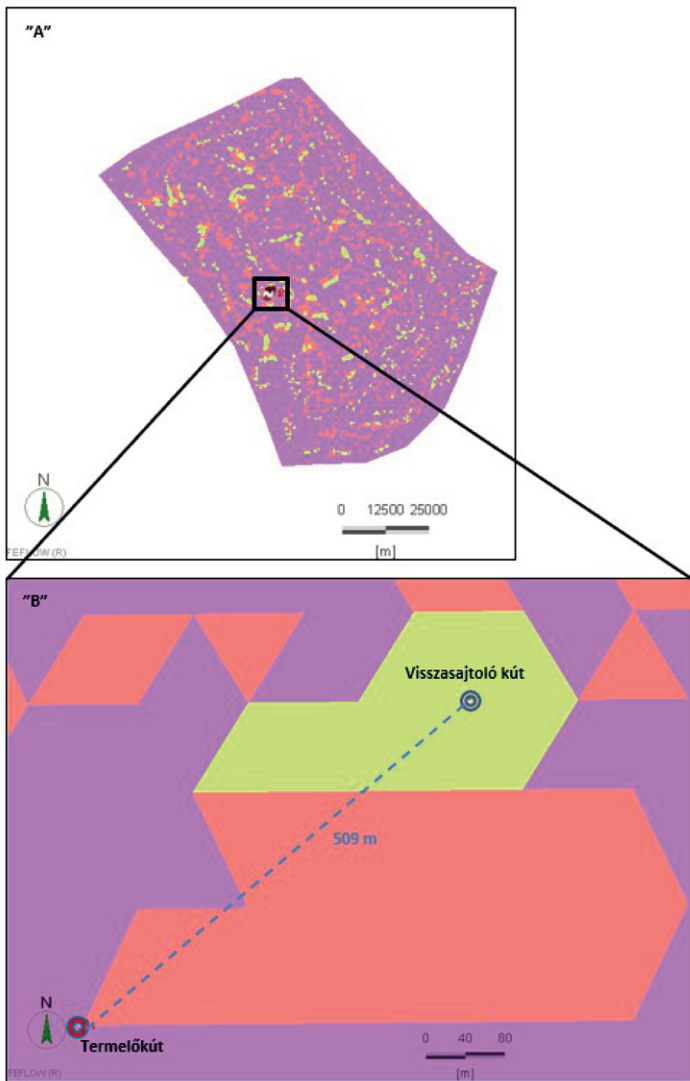 "A"
N
0 12500 25000
[m]
FEFLOW (R)
"B"
Visszasajtoló kút
509 m
N
Termelőkút
0 40 80
[m]
FEFLOW (R)